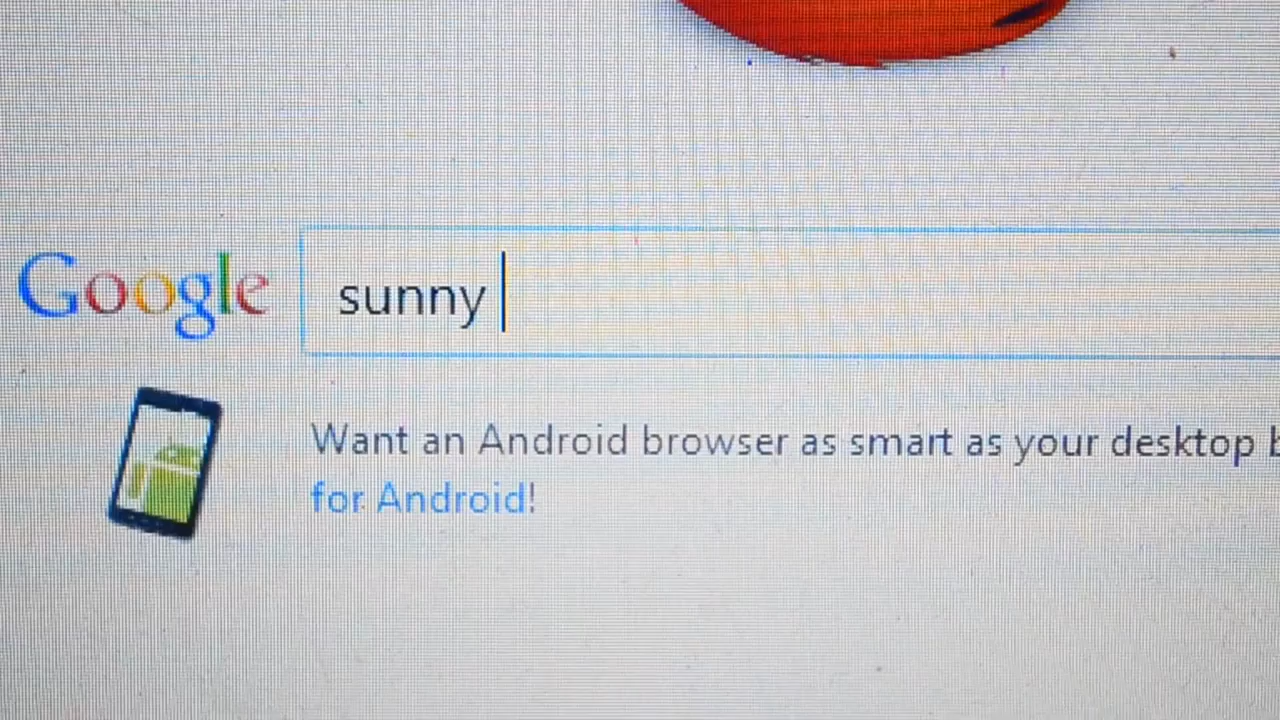 Google
sunny
Want an Android browser as smart as your desktop
for Android!